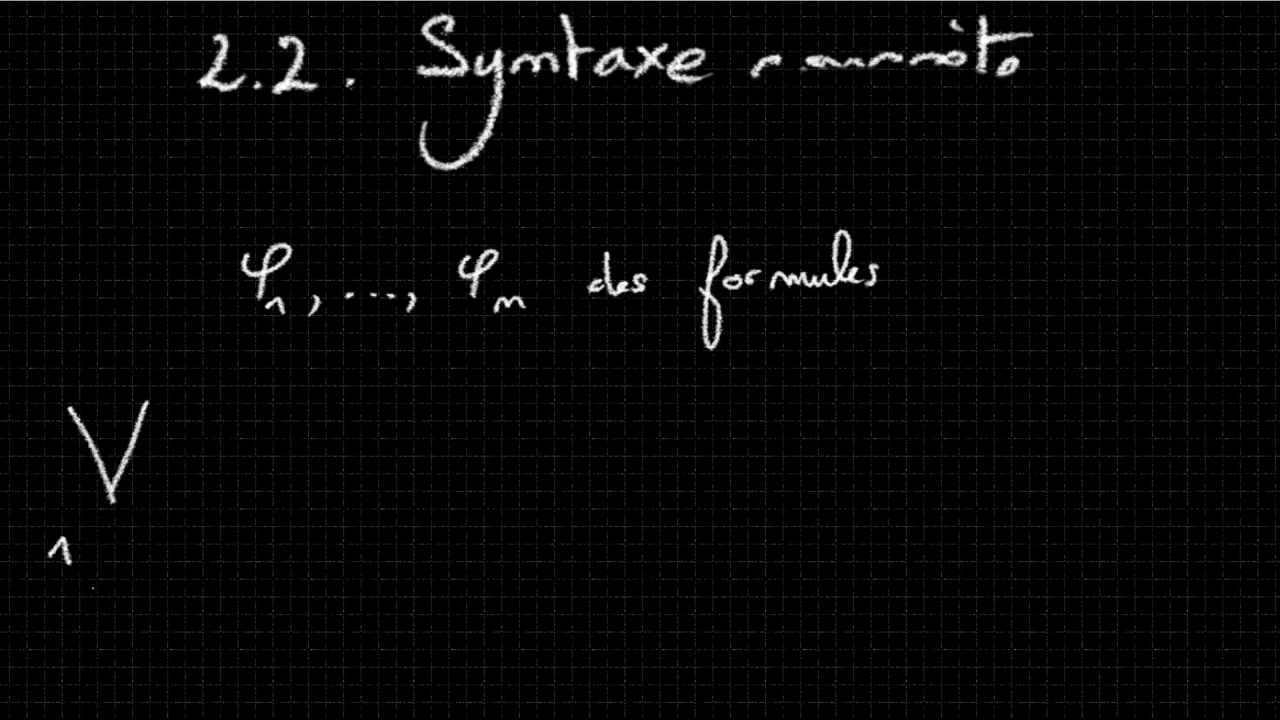 2.2. Syntaxe
φ₁, ..., φₙ des formules
⋁
1